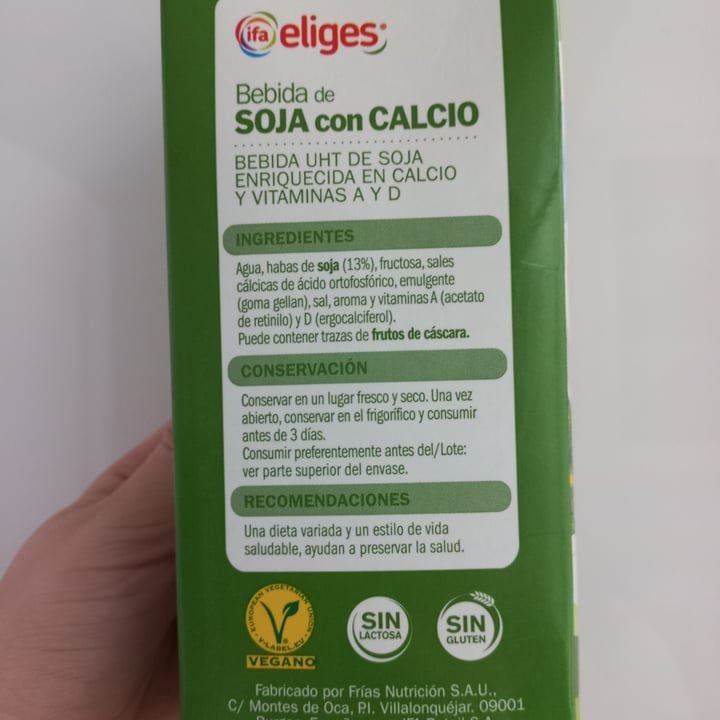 ifa eliges
Bebida de
SOJA con CALCIO
BEBIDA UHT DE SOJA
ENRIQUECIDA EN CALCIO
Y VITAMINAS A Y D
INGREDIENTES
Agua, habas de soja (13%), fructosa, sales
cálcicas de ácido ortofosfórico, emulgente
(goma gellan), sal, aroma y vitaminas A (acetato
de retinilo) y D (ergocalciferol).
Puede contener trazas de frutos de cáscara.
CONSERVACIÓN
Conservar en un lugar fresco y seco. Una vez
abierto, conservar en el frigorífico y consumir
antes de 3 días.
Consumir preferentemente antes del/Lote:
ver parte superior del envase.
RECOMENDACIONES
Una dieta variada y un estilo de vida
saludable, ayudan a preservar la salud.
EUROPEAN VEGETARIAN UNION
V-LABEL.EU
VEGANO
SIN
LACTOSA
SIN
GLUTEN
Fabricado por Frías Nutrición S.A.U.,
C/ Montes de Oca, P.I. Villalonquéjar. 09001